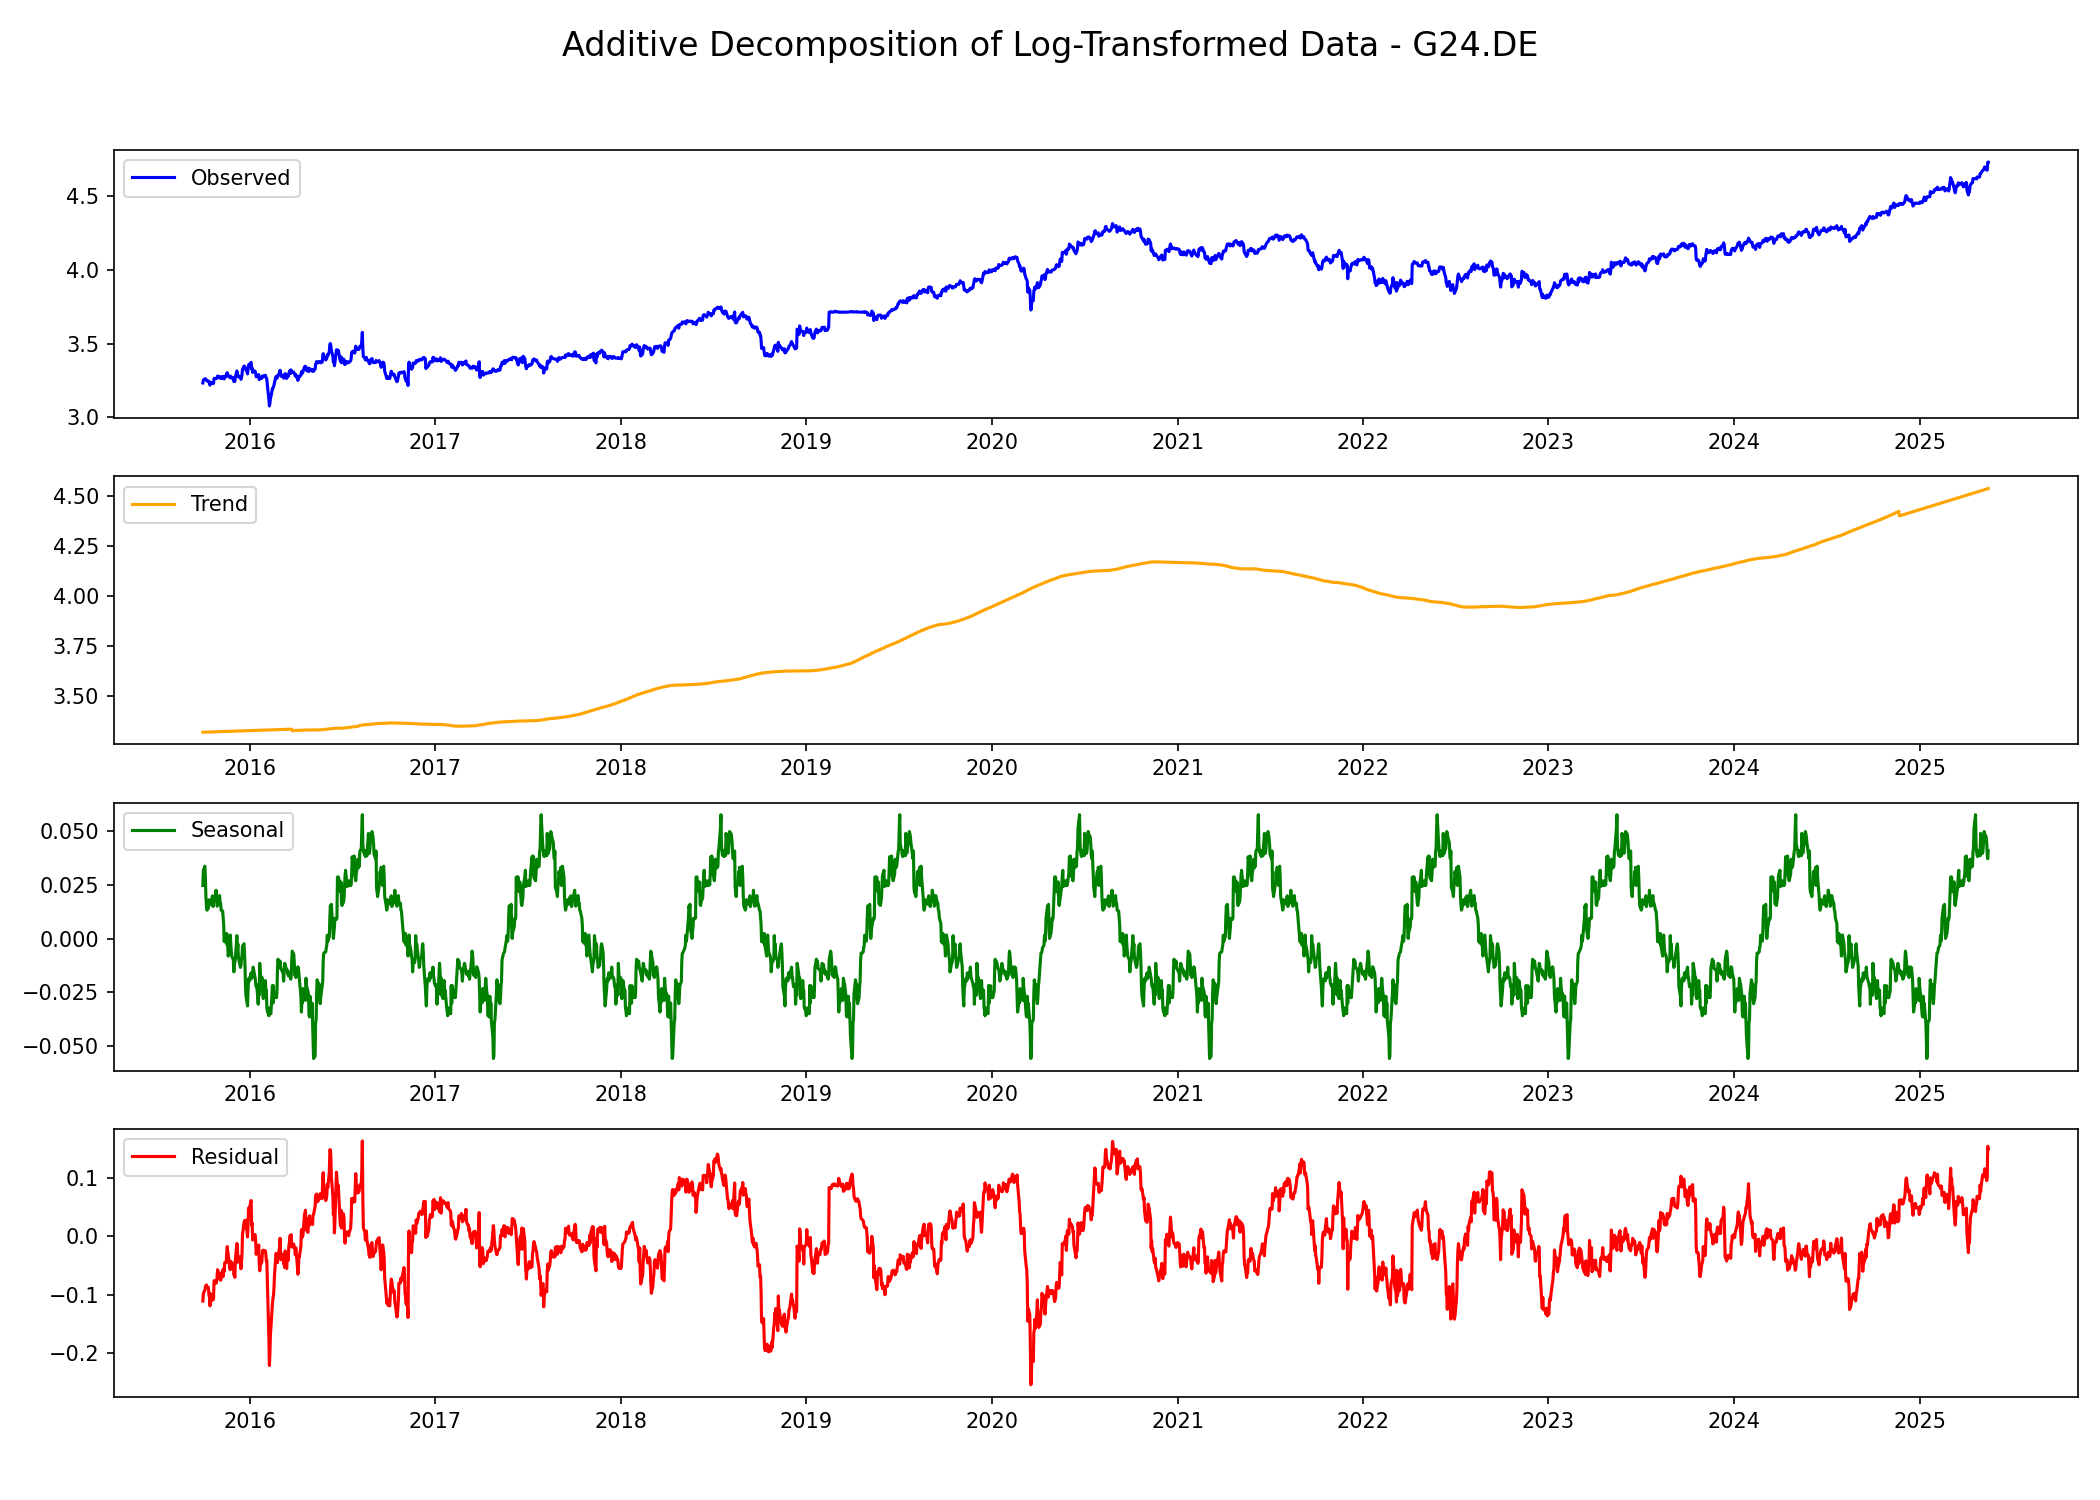 Additive Decomposition of Log-Transformed Data - G24.DE
Observed
4.5
4.0
3.5
3.0
2016 2017 2018 2019 2020 2021 2022 2023 2024 2025
Trend
4.50
4.25
4.00
3.75
3.50
2016 2017 2018 2019 2020 2021 2022 2023 2024 2025
Seasonal
0.050
0.025
0.000
−0.025
−0.050
2016 2017 2018 2019 2020 2021 2022 2023 2024 2025
Residual
0.1
0.0
−0.1
−0.2
2016 2017 2018 2019 2020 2021 2022 2023 2024 2025